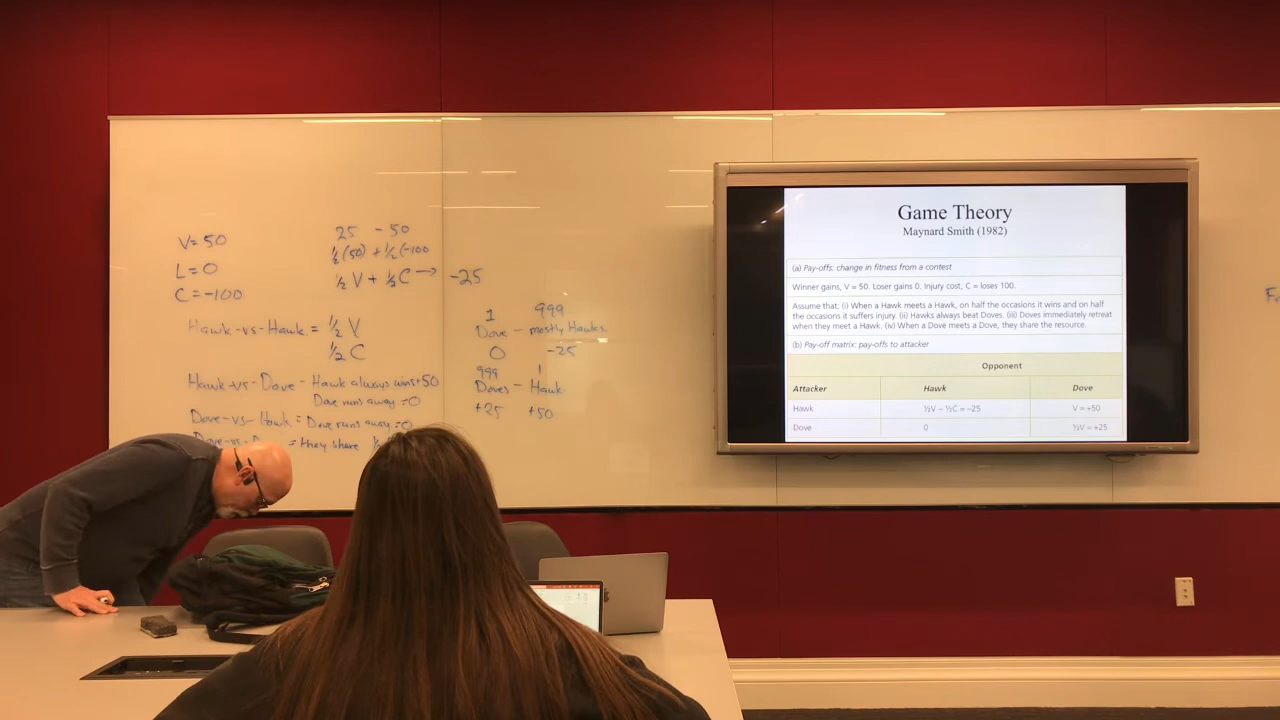 V=50
L=0
C=-100
25 -50
½(50) + ½(-100
½V + ½C → -25
Hawk-vs-Hawk = ½ V
½ C
Hawk-vs-Dove - Hawk always wins +50
Dove runs away =0
Dove-vs-Hawk = Dove runs away =0
Dove-vs- = they share
1 999
Dove - mostly Hawks
0 -25
999 1
Doves - Hawk
+25 +50
Game Theory
Maynard Smith (1982)
(a) Pay-offs: change in fitness from a contest
Winner gains, V = 50. Loser gains 0. Injury cost, C = loses 100.
Assume that: (i) When a Hawk meets a Hawk, on half the occasions it wins and on half
the occasions it suffers injury. (ii) Hawks always beat Doves. (iii) Doves immediately retreat
when they meet a Hawk. (iv) When a Dove meets a Dove, they share the resource.
(b) Pay-off matrix: pay-offs to attacker
Opponent
Attacker Hawk Dove
Hawk ½V – ½C = –25 V = +50
Dove 0 ½V = +25